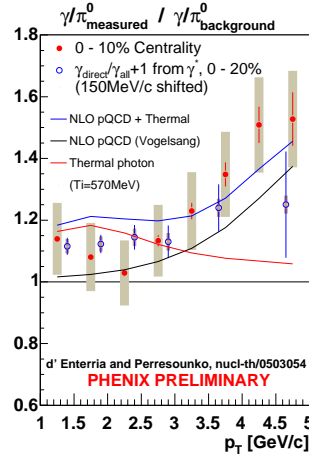 γ/π⁰measured / γ/π⁰background
0 - 10% Centrality
γdirect/γall+1 from γ*, 0 - 20%
(150MeV/c shifted)
NLO pQCD + Thermal
NLO pQCD (Vogelsang)
Thermal photon
(Ti=570MeV)
1.8
1.6
1.4
1.2
1
0.8
d' Enterria and Perresounko, nucl-th/0503054
PHENIX PRELIMINARY
0.6
1 1.5 2 2.5 3 3.5 4 4.5 5
pT [GeV/c]